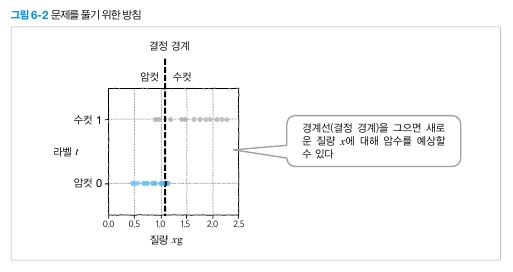 그림 6-2 문제를 풀기 위한 방침
결정 경계
암컷 수컷
수컷 1
라벨 t
암컷 0
0.0 0.5 1.0 1.5 2.0 2.5
질량 xg
경계선(결정 경계)을 그으면 새로
운 질량 x에 대해 암수를 예상할
수 있다